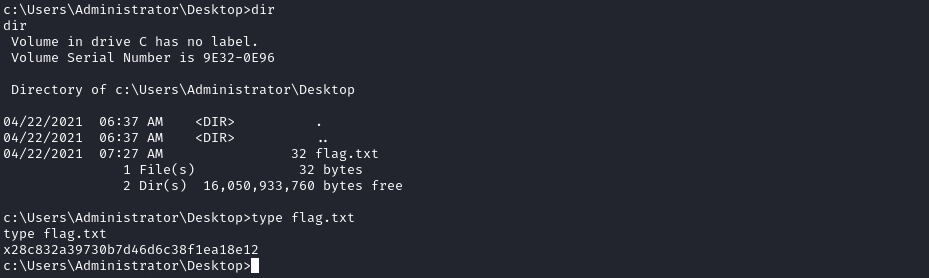 c:\Users\Administrator\Desktop>dir
dir
 Volume in drive C has no label.
 Volume Serial Number is 9E32-0E96
 Directory of c:\Users\Administrator\Desktop
04/22/2021  06:37 AM    <DIR>          .
04/22/2021  06:37 AM    <DIR>          ..
04/22/2021  07:27 AM                32 flag.txt
               1 File(s)             32 bytes
               2 Dir(s)  16,050,933,760 bytes free
c:\Users\Administrator\Desktop>type flag.txt
type flag.txt
x28c832a39730b7d46d6c38f1ea18e12
c:\Users\Administrator\Desktop>